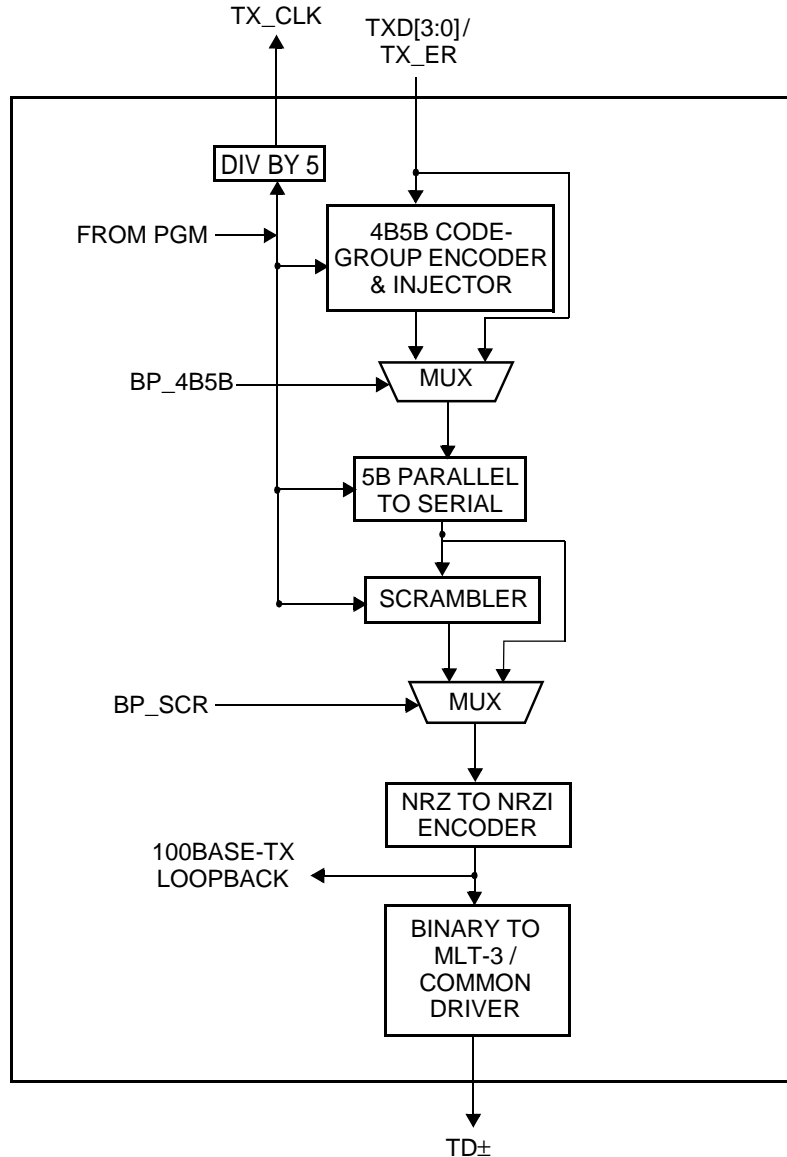 TX_CLK
TXD[3:0]/
TX_ER
DIV BY 5
FROM PGM
4B5B CODE-
GROUP ENCODER
& INJECTOR
MUX
BP_4B5B
5B PARALLEL
TO SERIAL
SCRAMBLER
MUX
BP_SCR
NRZ TO NRZI
ENCODER
100BASE-TX
LOOPBACK
BINARY TO
MLT-3 /
COMMON
DRIVER
TD±